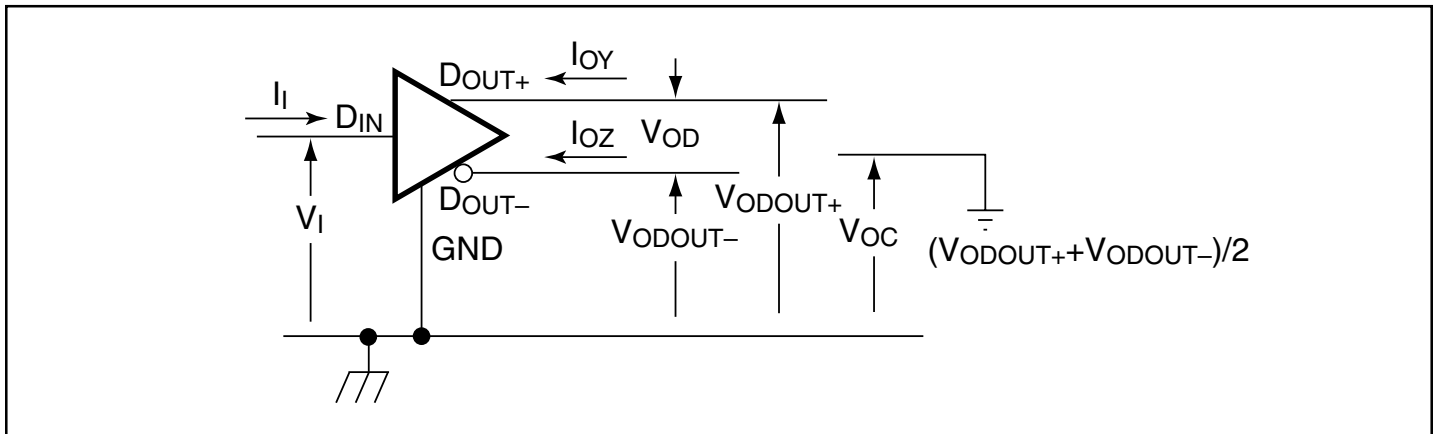 IOY
DOUT+
II
DIN
IOZ
VOD
DOUT–
VODOUT+
VI
VODOUT–
VOC
GND
(VODOUT++VODOUT–)/2